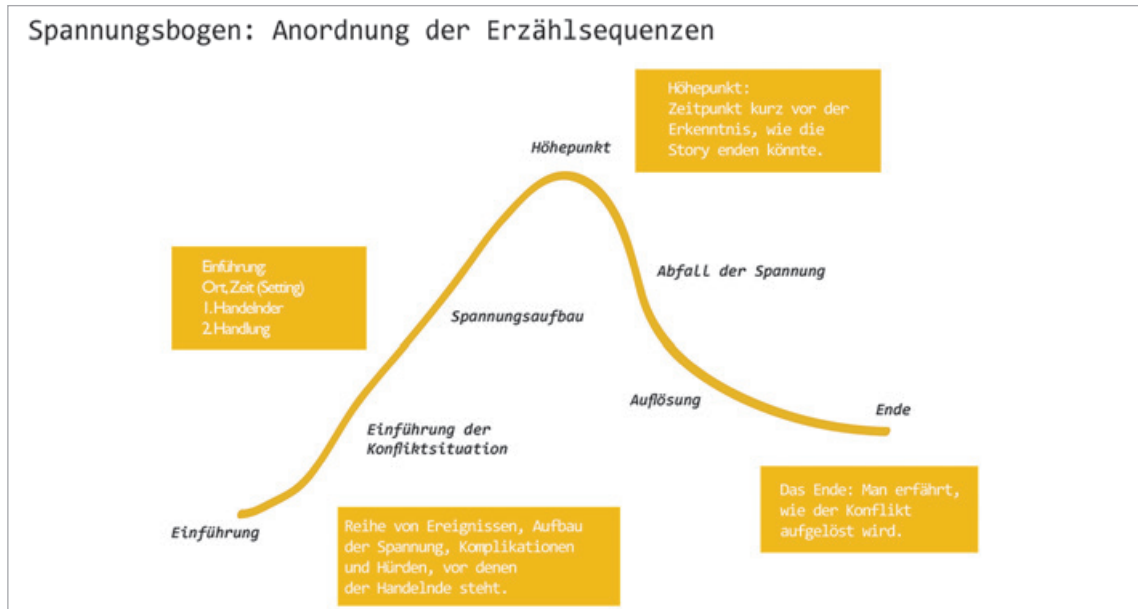 Spannungsbogen: Anordnung der Erzählsequenzen
Höhepunkt:
Zeitpunkt kurz vor der
Erkenntnis, wie die
Story enden könnte.
Höhepunkt
Einführung:
Ort, Zeit (Setting)
1. Handelnder
2. Handlung
Abfall der Spannung
Spannungsaufbau
Auflösung
Ende
Einführung der
Konfliktsituation
Das Ende: Man erfährt,
wie der Konflikt
aufgelöst wird.
Einführung
Reihe von Ereignissen, Aufbau
der Spannung, Komplikationen
und Hürden, vor denen
der Handelnde steht.